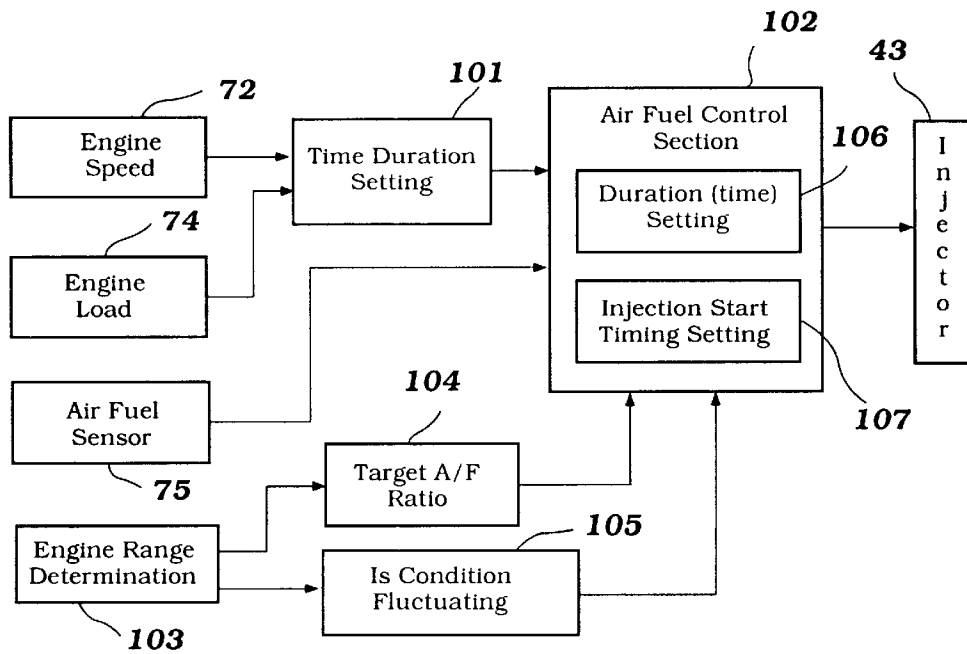 72
Engine
Speed
101
Time Duration
Setting
102
Air Fuel Control
Section
106
Duration (time)
Setting
Injection Start
Timing Setting
107
43
Injector
74
Engine
Load
Air Fuel
Sensor
75
104
Target A/F
Ratio
105
Is Condition
Fluctuating
Engine Range
Determination
103